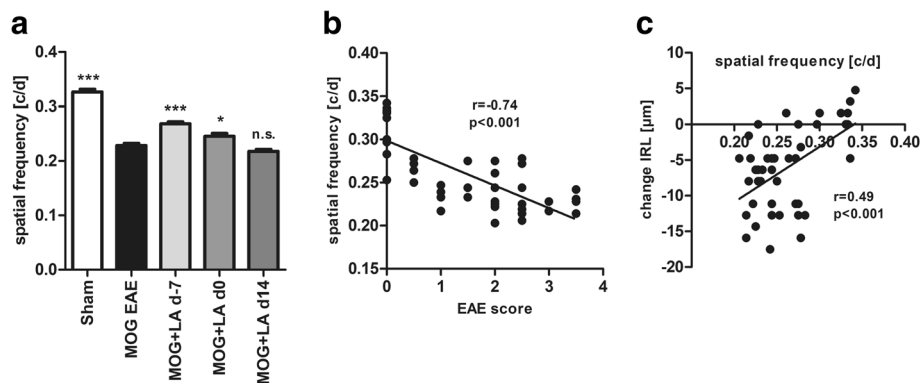 a
spatial frequency [c/d]
0.4
0.3
0.2
0.1
0.0
***
***
*
n.s.
Sham
MOG EAE
MOG+LA d-7
MOG+LA d0
MOG+LA d14
b
spatial frequency [c/d]
0.40
0.35
0.30
0.25
0.20
0.15
r=-0.74
p<0.001
0 1 2 3 4 5
EAE score
c
change IRL [µm]
10
5
0
-5
-10
-15
-20
spatial frequency [c/d]
0.20 0.25 0.30 0.35 0.40
r=0.49
p<0.001